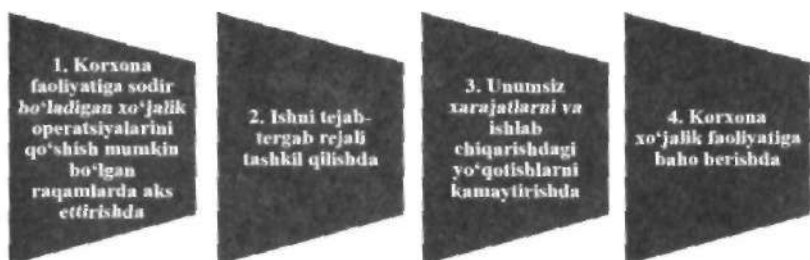 1. Korxona
faoliyatiga sodir
bo‘ladigan xo‘jalik
operatsiyalarini
qo‘shish mumkin
bo‘lgan
raqamlarda aks
ettirishda
2. Ishni tejab-
tergab rejali
tashkil qilishda
3. Unumsiz
xarajatlarni va
ishlab
chiqarishdagi
yo‘qotishlarni
kamaytirishda
4. Korxona
xo‘jalik faoliyatiga
baho berishda